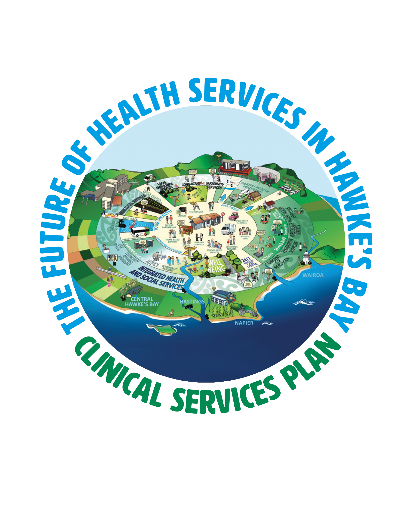 THE FUTURE OF HEALTH SERVICES IN HAWKE'S BAY
INTEGRATED HEALTH
AND SOCIAL SERVICES
WAIROA
CENTRAL
HAWKE'S BAY
HASTINGS
NAPIER
CLINICAL SERVICES PLAN